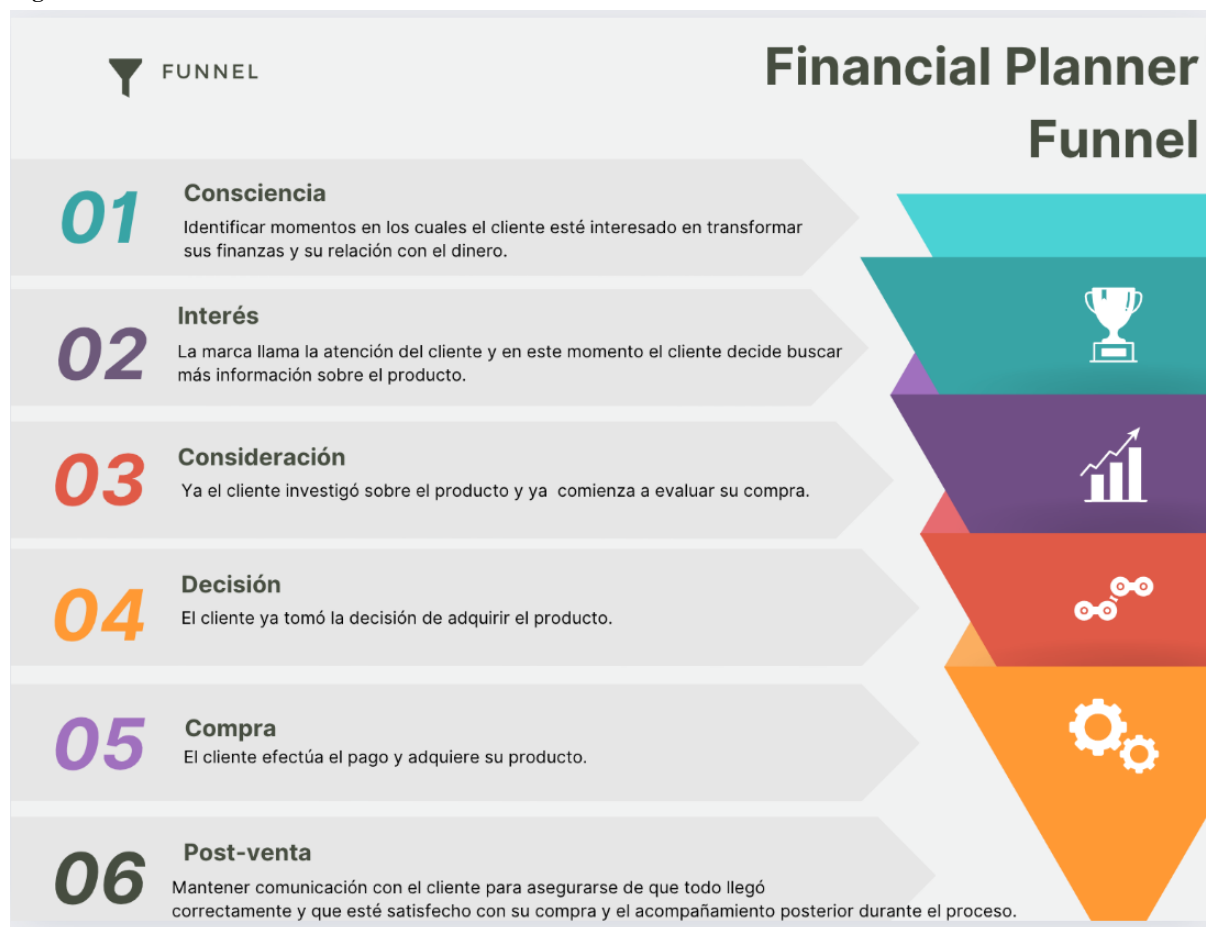 FUNNEL
Financial Planner
Funnel
01
Consciencia
Identificar momentos en los cuales el cliente esté interesado en transformar
sus finanzas y su relación con el dinero.
02
Interés
La marca llama la atención del cliente y en este momento el cliente decide buscar
más información sobre el producto.
03
Consideración
Ya el cliente investigó sobre el producto y ya comienza a evaluar su compra.
04
Decisión
El cliente ya tomó la decisión de adquirir el producto.
05
Compra
El cliente efectúa el pago y adquiere su producto.
06
Post-venta
Mantener comunicación con el cliente para asegurarse de que todo llegó
correctamente y que esté satisfecho con su compra y el acompañamiento posterior durante el proceso.